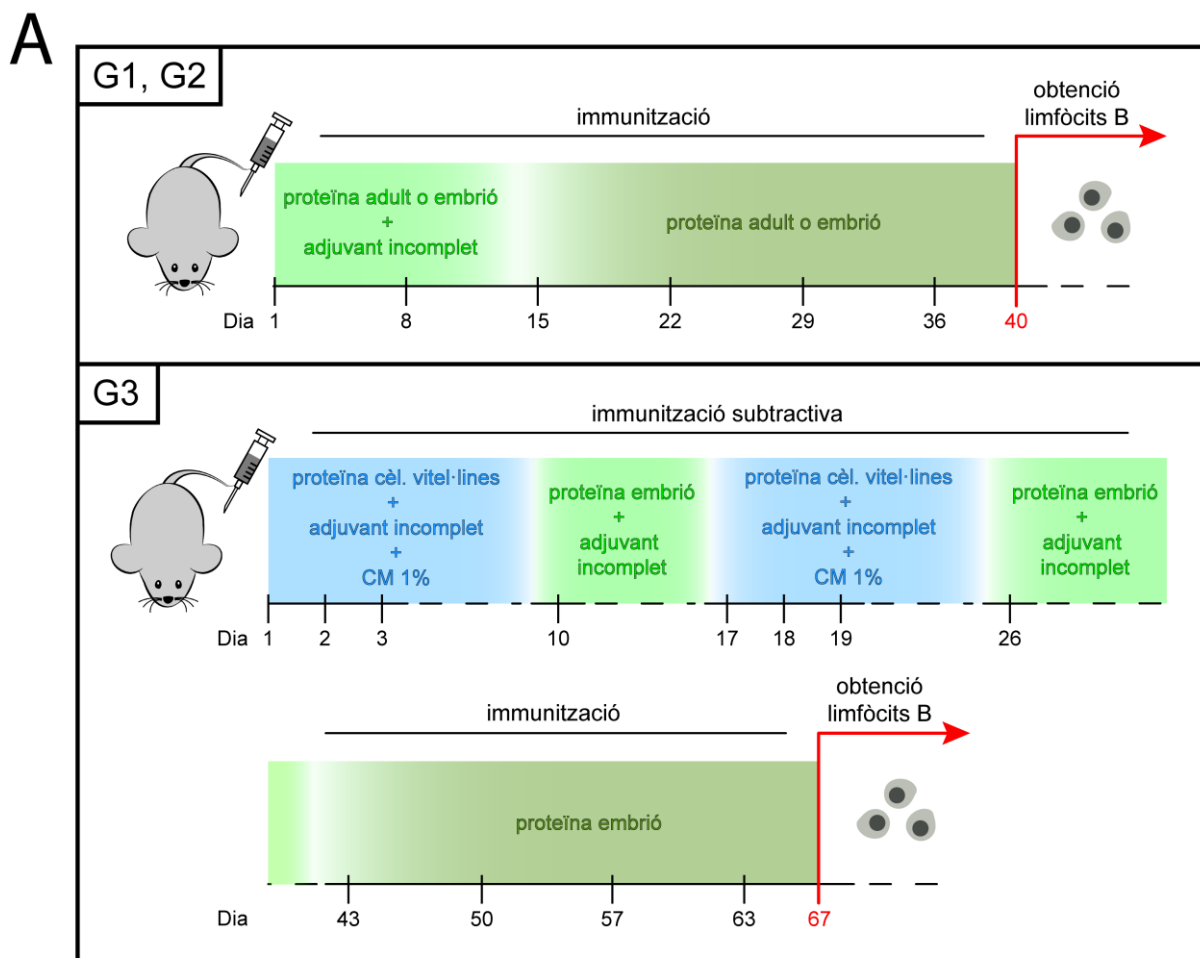 A
G1, G2
immunització
obtenció
limfòcits B
proteïna adult o embrió
+
adjuvant incomplet
proteïna adult o embrió
Dia 1 8 15 22 29 36 40
G3
immunització subtractiva
proteïna cèl. vitel·lines
+
adjuvant incomplet
+
CM 1%
proteïna embrió
+
adjuvant
incomplet
proteïna cèl. vitel·lines
+
adjuvant incomplet
+
CM 1%
proteïna embrió
+
adjuvant
incomplet
Dia 1 2 3 10 17 18 19 26
immunització
obtenció
limfòcits B
proteïna embrió
Dia 43 50 57 63 67